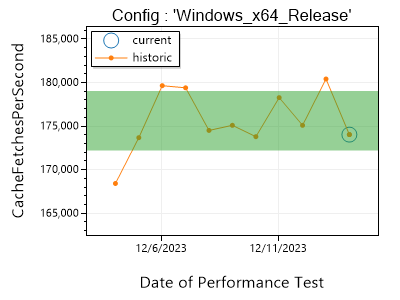 Config : 'Windows_x64_Release'
current
historic
185,000
180,000
175,000
170,000
165,000
CacheFetchesPerSecond
12/6/2023
12/11/2023
Date of Performance Test